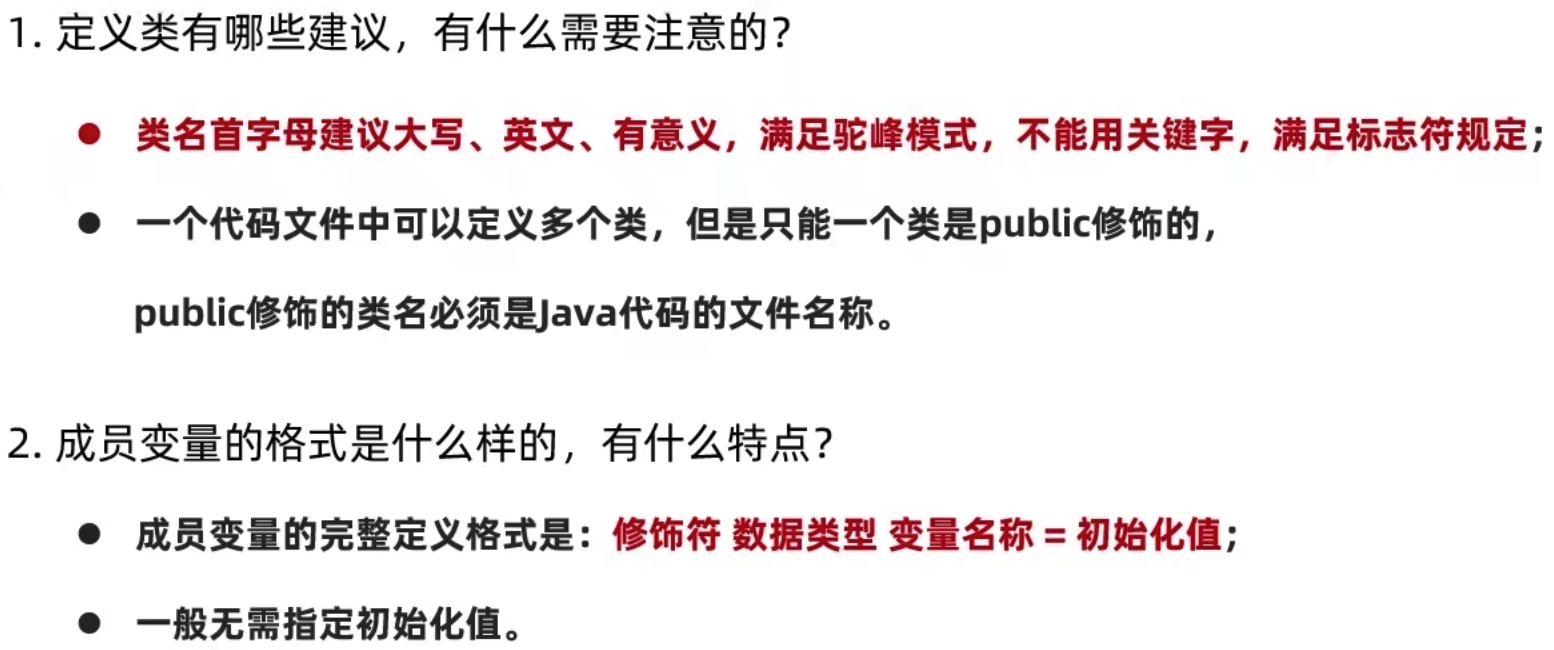 1. 定义类有哪些建议，有什么需要注意的？
● 类名首字母建议大写、英文、有意义，满足驼峰模式，不能用关键字，满足标志符规定；
● 一个代码文件中可以定义多个类，但是只能一个类是public修饰的，
public修饰的类名必须是Java代码的文件名称。
2. 成员变量的格式是什么样的，有什么特点？
● 成员变量的完整定义格式是：修饰符 数据类型 变量名称 = 初始化值；
● 一般无需指定初始化值。